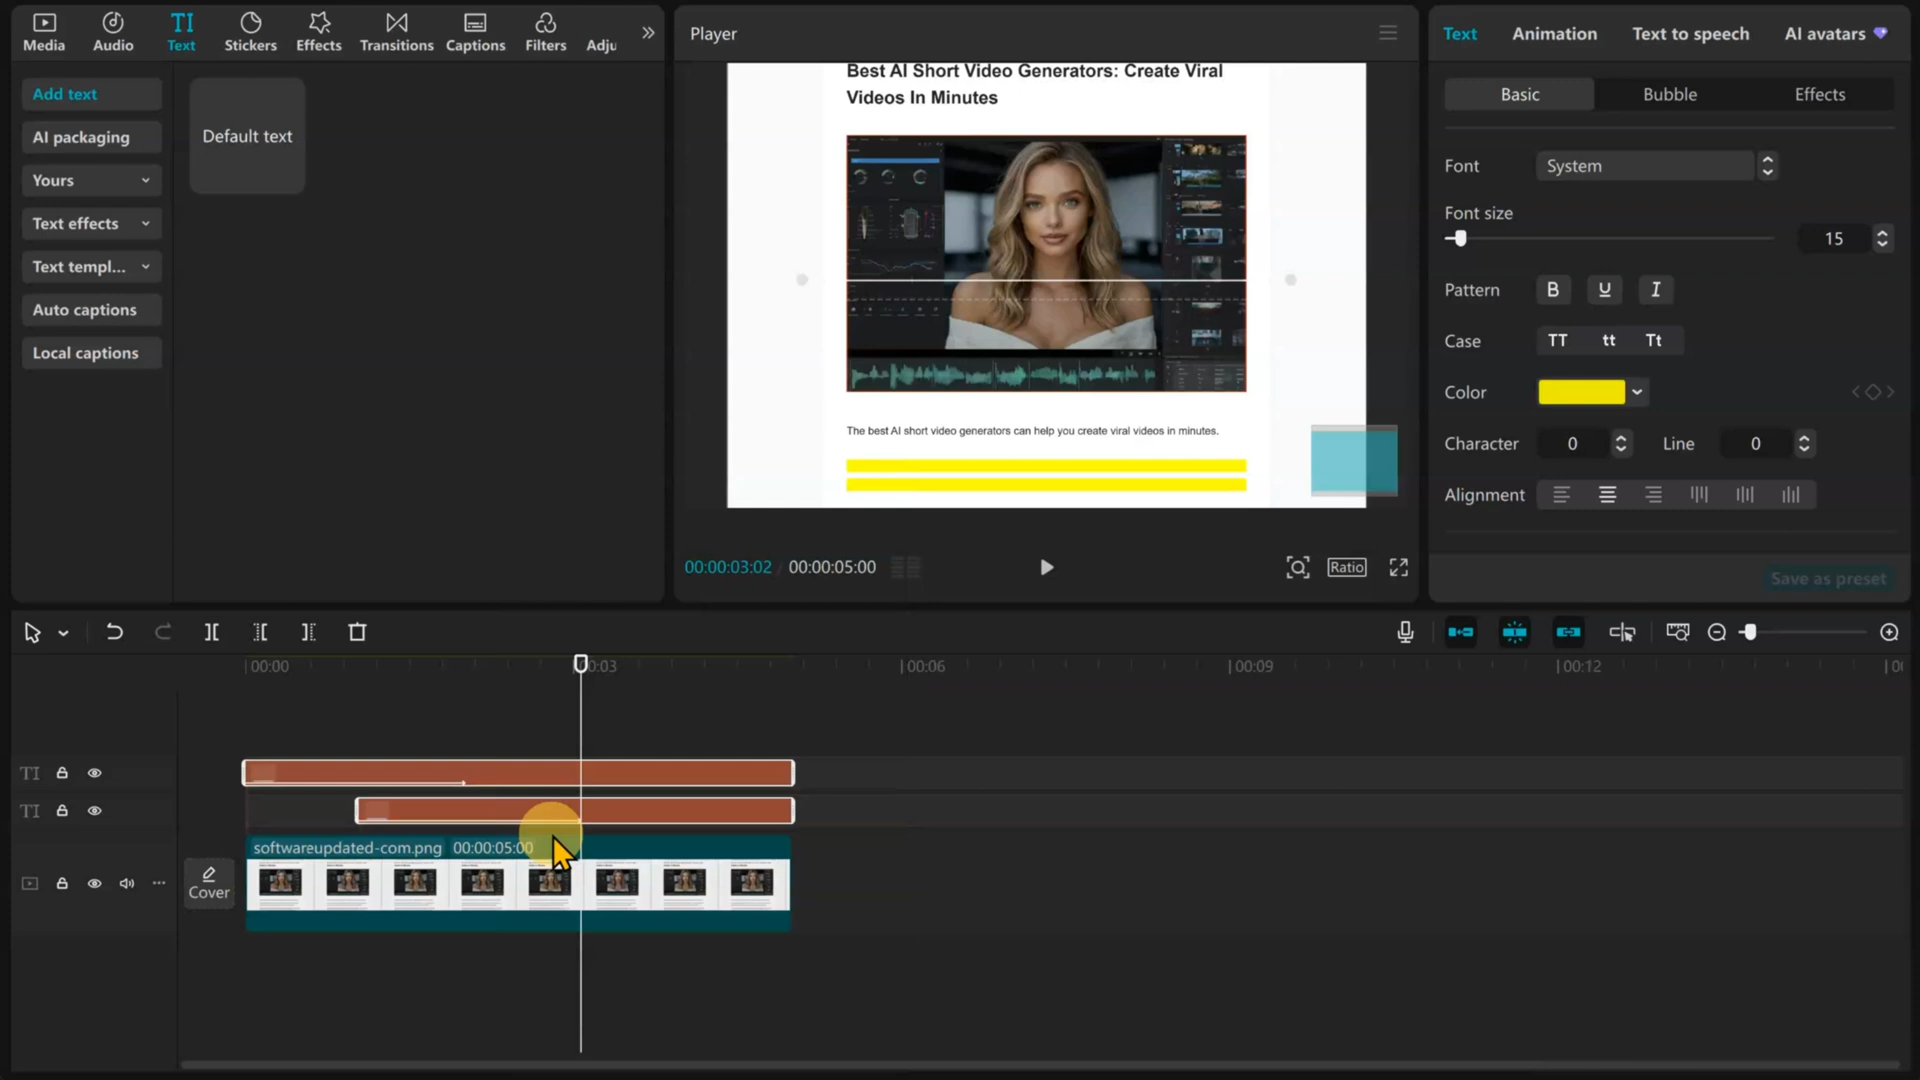 Media
Audio
TI
Text
Stickers
Effects
Transitions
Captions
Filters
Adju
Add text
AI packaging
Yours
Text effects
Text templ...
Auto captions
Local captions
Default text
Player
Best AI Short Video Generators: Create Viral
Videos In Minutes
The best AI short video generators can help you create viral videos in minutes.
00:00:03:02 / 00:00:05:00
Ratio
Text
Animation
Text to speech
AI avatars
Basic
Bubble
Effects
Font
System
Font size
15
Pattern
B U I
Case
TT tt Tt
Color
Character
0
Line
0
Alignment
Save as preset
00:00
00:03
00:06
00:09
00:12
TI
TI
softwareupdated-com.png 00:00:05:00
Cover